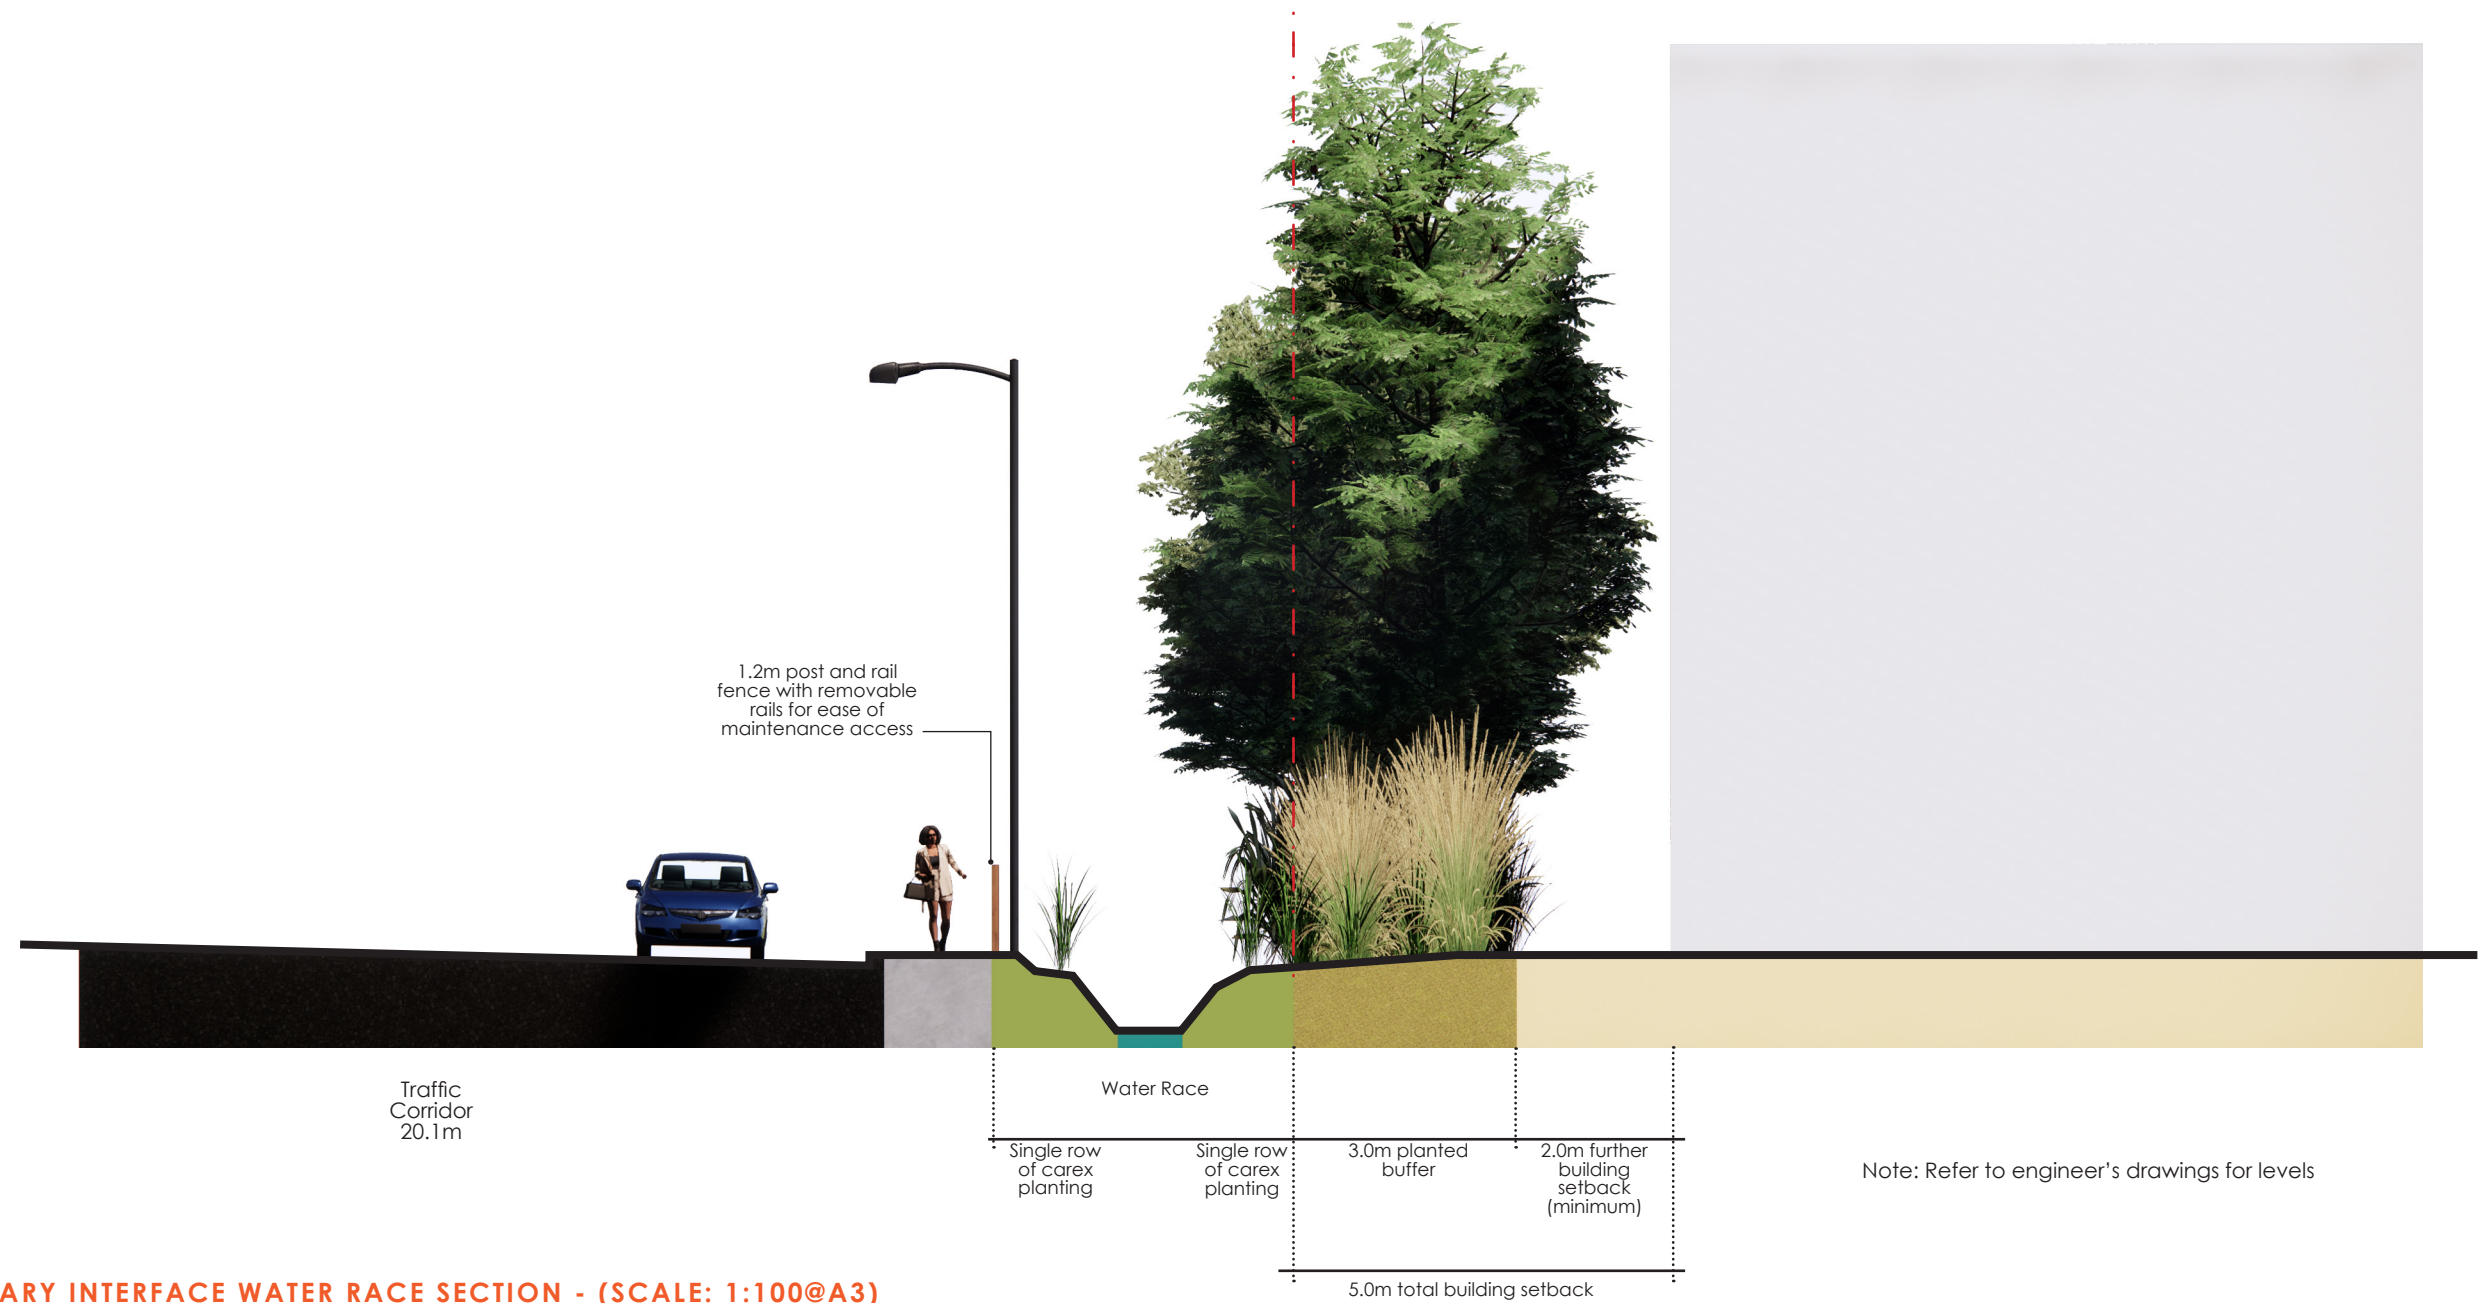 1.2m post and rail
fence with removable
rails for ease of
maintenance access
Traffic
Corridor
20.1m
Water Race
Single row
of carex
planting
Single row
of carex
planting
3.0m planted
buffer
2.0m further
building
setback
(minimum)
Note: Refer to engineer's drawings for levels
5.0m total building setback
ARY INTERFACE WATER RACE SECTION - (SCALE: 1:100@A3)